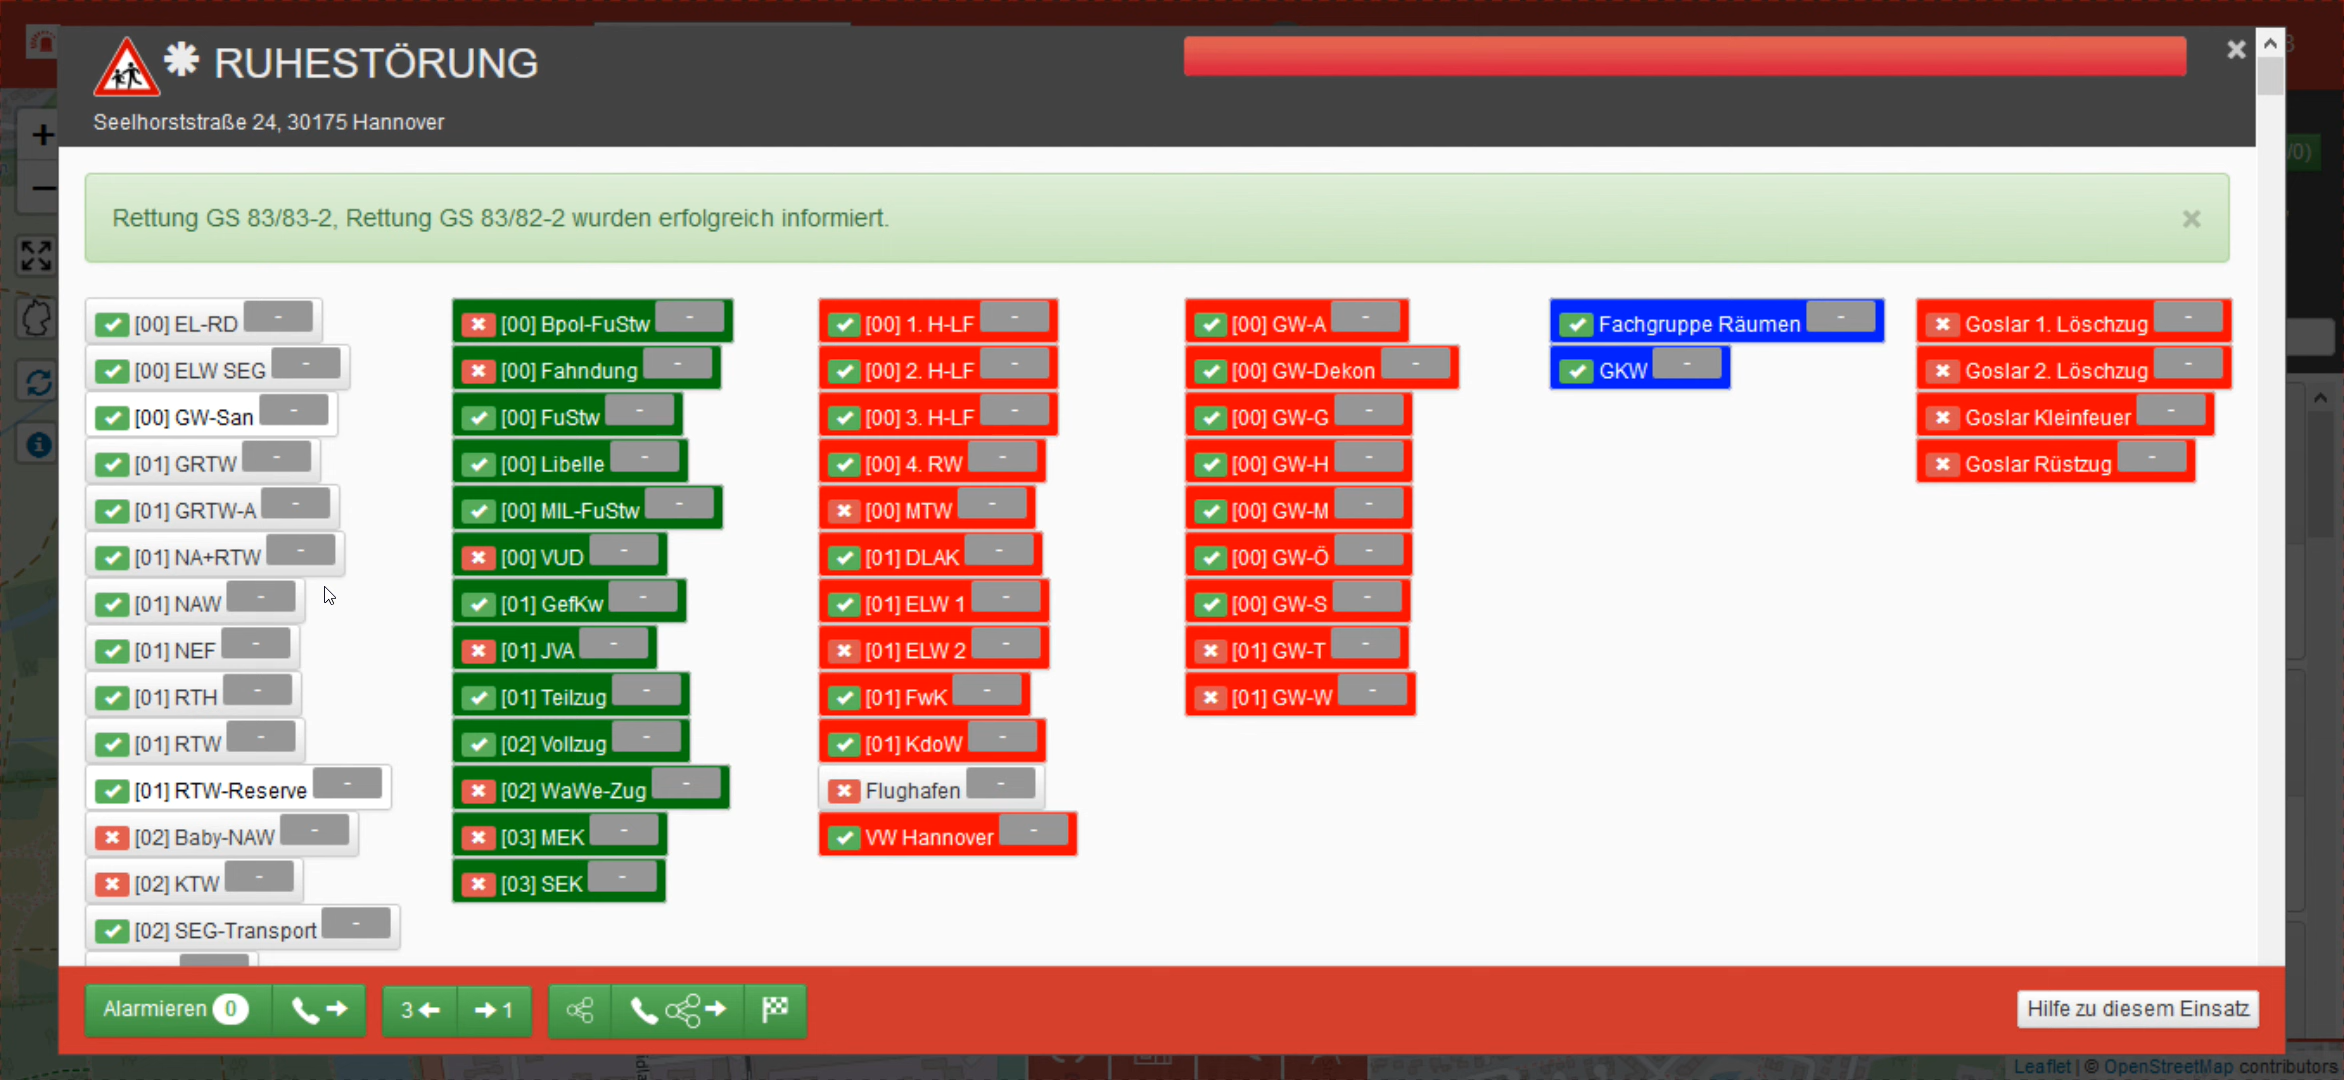 RUHESTÖRUNG
Seelhorststraße 24, 30175 Hannover
Rettung GS 83/83-2, Rettung GS 83/82-2 wurden erfolgreich informiert.
[00] EL-RD -
[00] ELW SEG -
[00] GW-San -
[01] GRTW -
[01] GRTW-A -
[01] NA+RTW -
[01] NAW -
[01] NEF -
[01] RTH -
[01] RTW -
[01] RTW-Reserve -
[02] Baby-NAW -
[02] KTW -
[02] SEG-Transport -
[00] Bpol-FuStw -
[00] Fahndung -
[00] FuStw -
[00] Libelle -
[00] MIL-FuStw -
[00] VUD -
[01] GefKw -
[01] JVA -
[01] Teilzug -
[02] Vollzug -
[02] WaWe-Zug -
[03] MEK -
[03] SEK -
[00] 1. H-LF -
[00] 2. H-LF -
[00] 3. H-LF -
[00] 4. RW -
[00] MTW -
[01] DLAK -
[01] ELW 1 -
[01] ELW 2 -
[01] FwK -
[01] KdoW -
Flughafen -
VW Hannover -
[00] GW-A -
[00] GW-Dekon -
[00] GW-G -
[00] GW-H -
[00] GW-M -
[00] GW-Ö -
[00] GW-S -
[01] GW-T -
[01] GW-W -
Fachgruppe Räumen -
GKW -
Goslar 1. Löschzug -
Goslar 2. Löschzug -
Goslar Kleinfeuer -
Goslar Rüstzug -
Alarmieren 0
3
1
Hilfe zu diesem Einsatz
Leaflet | © OpenStreetMap contributors